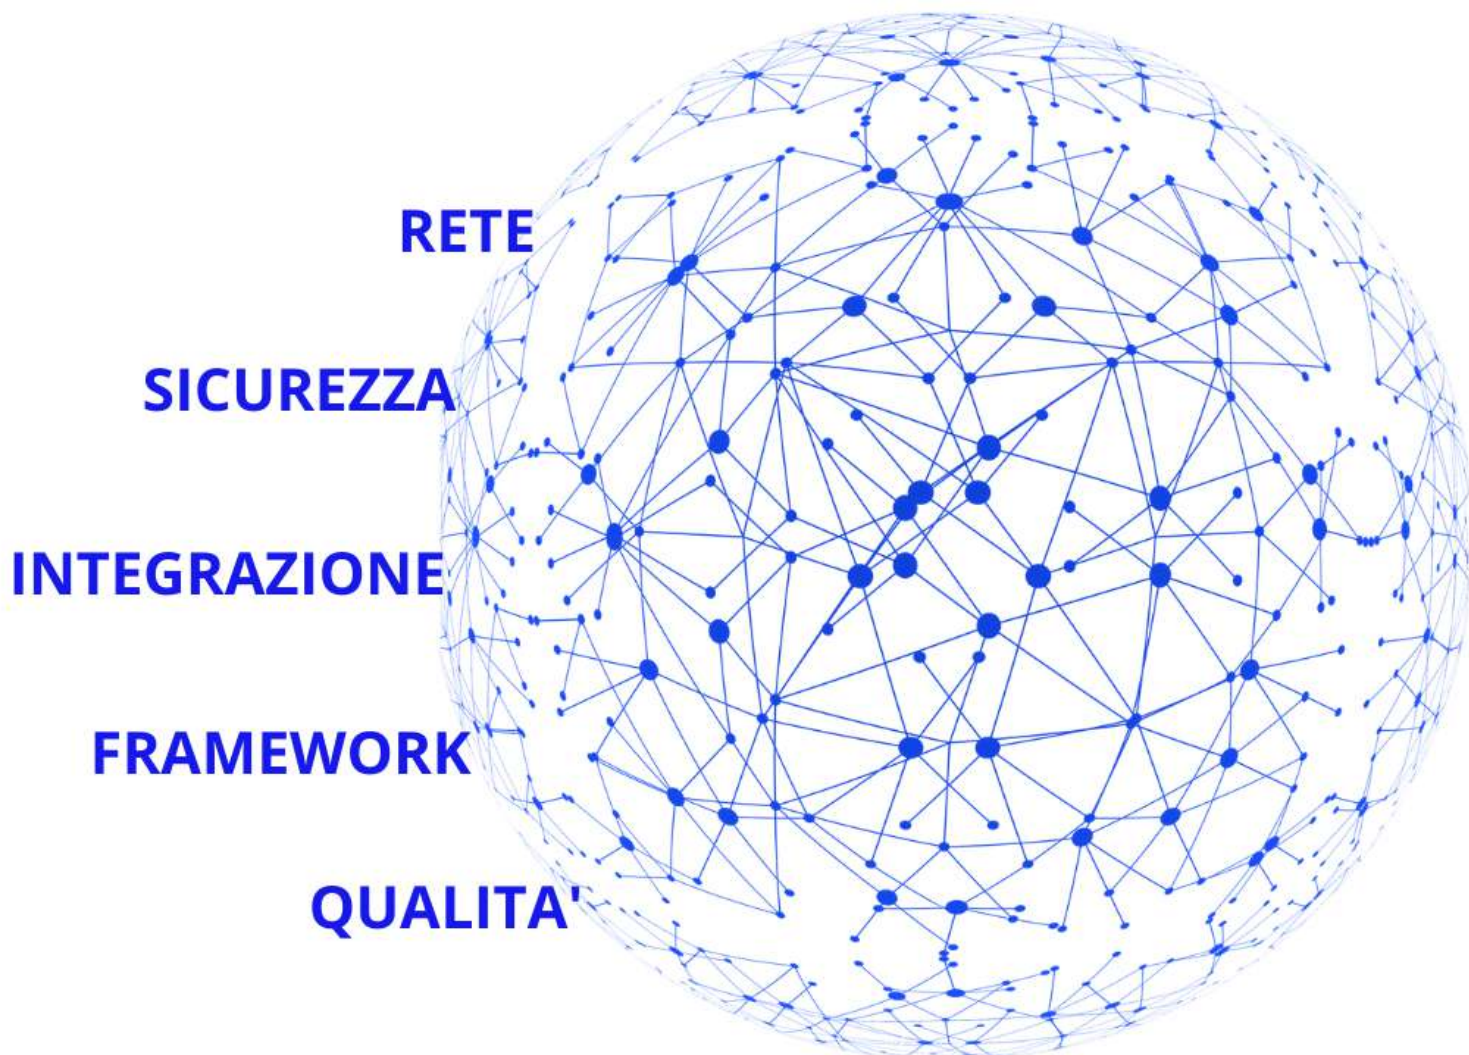 RETE
SICUREZZA
INTEGRAZIONE
FRAMEWORK
QUALITA'